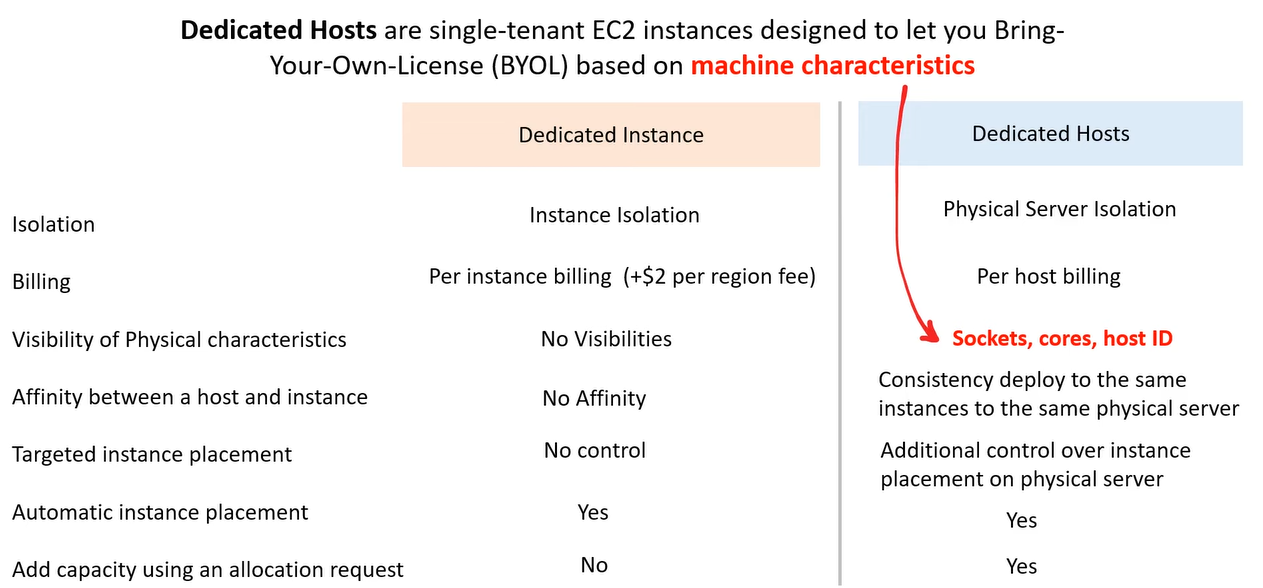 Dedicated Hosts are single-tenant EC2 instances designed to let you Bring-
Your-Own-License (BYOL) based on machine characteristics
Dedicated Instance
Dedicated Hosts
Isolation
Instance Isolation
Physical Server Isolation
Billing
Per instance billing (+$2 per region fee)
Per host billing
Visibility of Physical characteristics
No Visibilities
Sockets, cores, host ID
Affinity between a host and instance
No Affinity
Consistency deploy to the same
instances to the same physical server
Targeted instance placement
No control
Additional control over instance
placement on physical server
Automatic instance placement
Yes
Yes
Add capacity using an allocation request
No
Yes